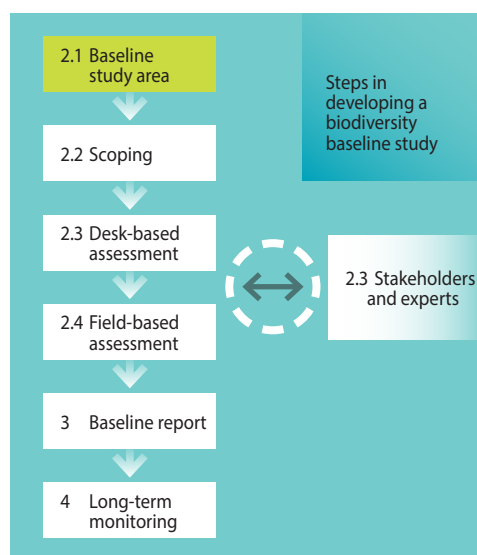 2.1 Baseline
study area
Steps in
developing a
biodiversity
baseline study
2.2 Scoping
2.3 Desk-based
assessment
2.3 Stakeholders
and experts
2.4 Field-based
assessment
3 Baseline report
4 Long-term
monitoring